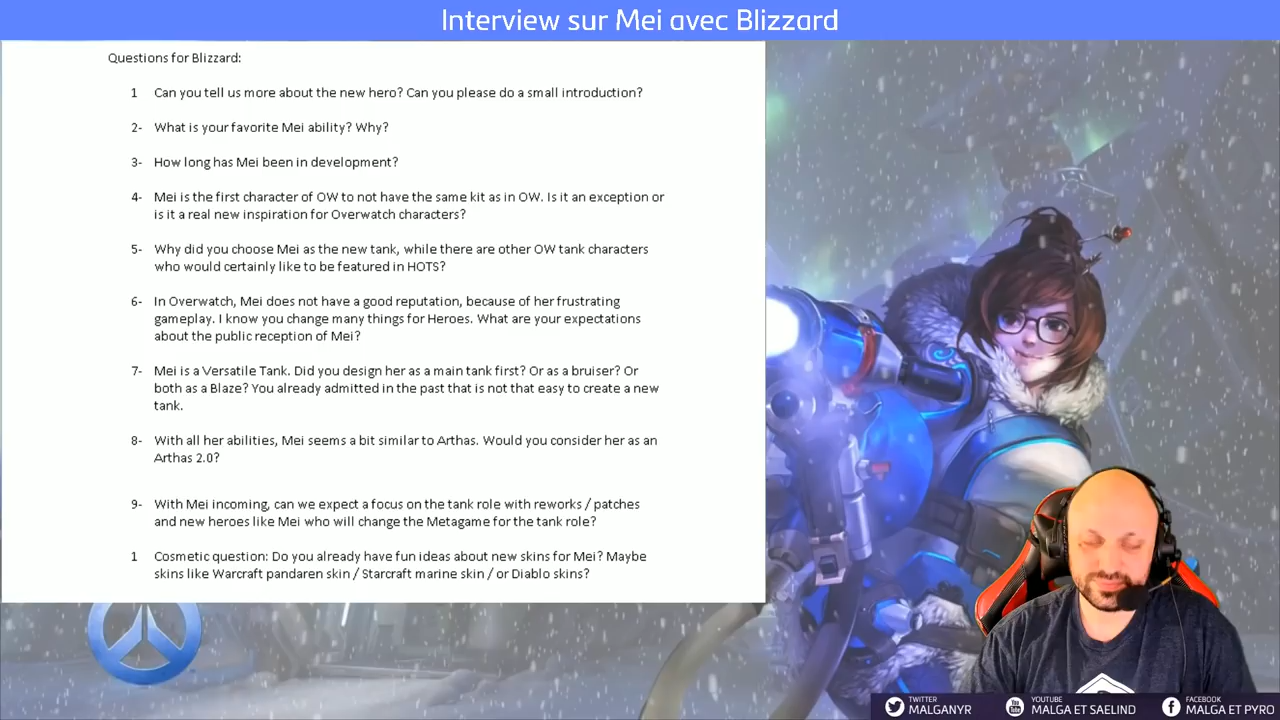 Interview sur Mei avec Blizzard
Questions for Blizzard:
1 Can you tell us more about the new hero? Can you please do a small introduction?
2- What is your favorite Mei ability? Why?
3- How long has Mei been in development?
4- Mei is the first character of OW to not have the same kit as in OW. Is it an exception or
is it a real new inspiration for Overwatch characters?
5- Why did you choose Mei as the new tank, while there are other OW tank characters
who would certainly like to be featured in HOTS?
6- In Overwatch, Mei does not have a good reputation, because of her frustrating
gameplay. I know you change many things for Heroes. What are your expectations
about the public reception of Mei?
7- Mei is a Versatile Tank. Did you design her as a main tank first? Or as a bruiser? Or
both as a Blaze? You already admitted in the past that is not that easy to create a new
tank.
8- With all her abilities, Mei seems a bit similar to Arthas. Would you consider her as an
Arthas 2.0?
9- With Mei incoming, can we expect a focus on the tank role with reworks / patches
and new heroes like Mei who will change the Metagame for the tank role?
1 Cosmetic question: Do you already have fun ideas about new skins for Mei? Maybe
skins like Warcraft pandaren skin / Starcraft marine skin / or Diablo skins?
TWITTER
MALGANYR
You Tube
YOUTUBE
MALGA ET SAELIND
FACEBOOK
MALGA ET PYRO